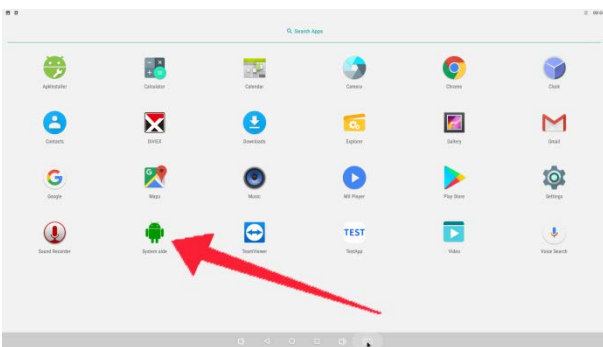 Search Apps
ApkInstaller
Calculator
Calendar
Camera
Chrome
Clock
Contacts
Downloads
Explorer
Gallery
Gmail
Google
Maps
Music
MX Player
Play Store
Settings
Sound Recorder
System side
TeamViewer
TEST
TestApp
Video
Voice Search